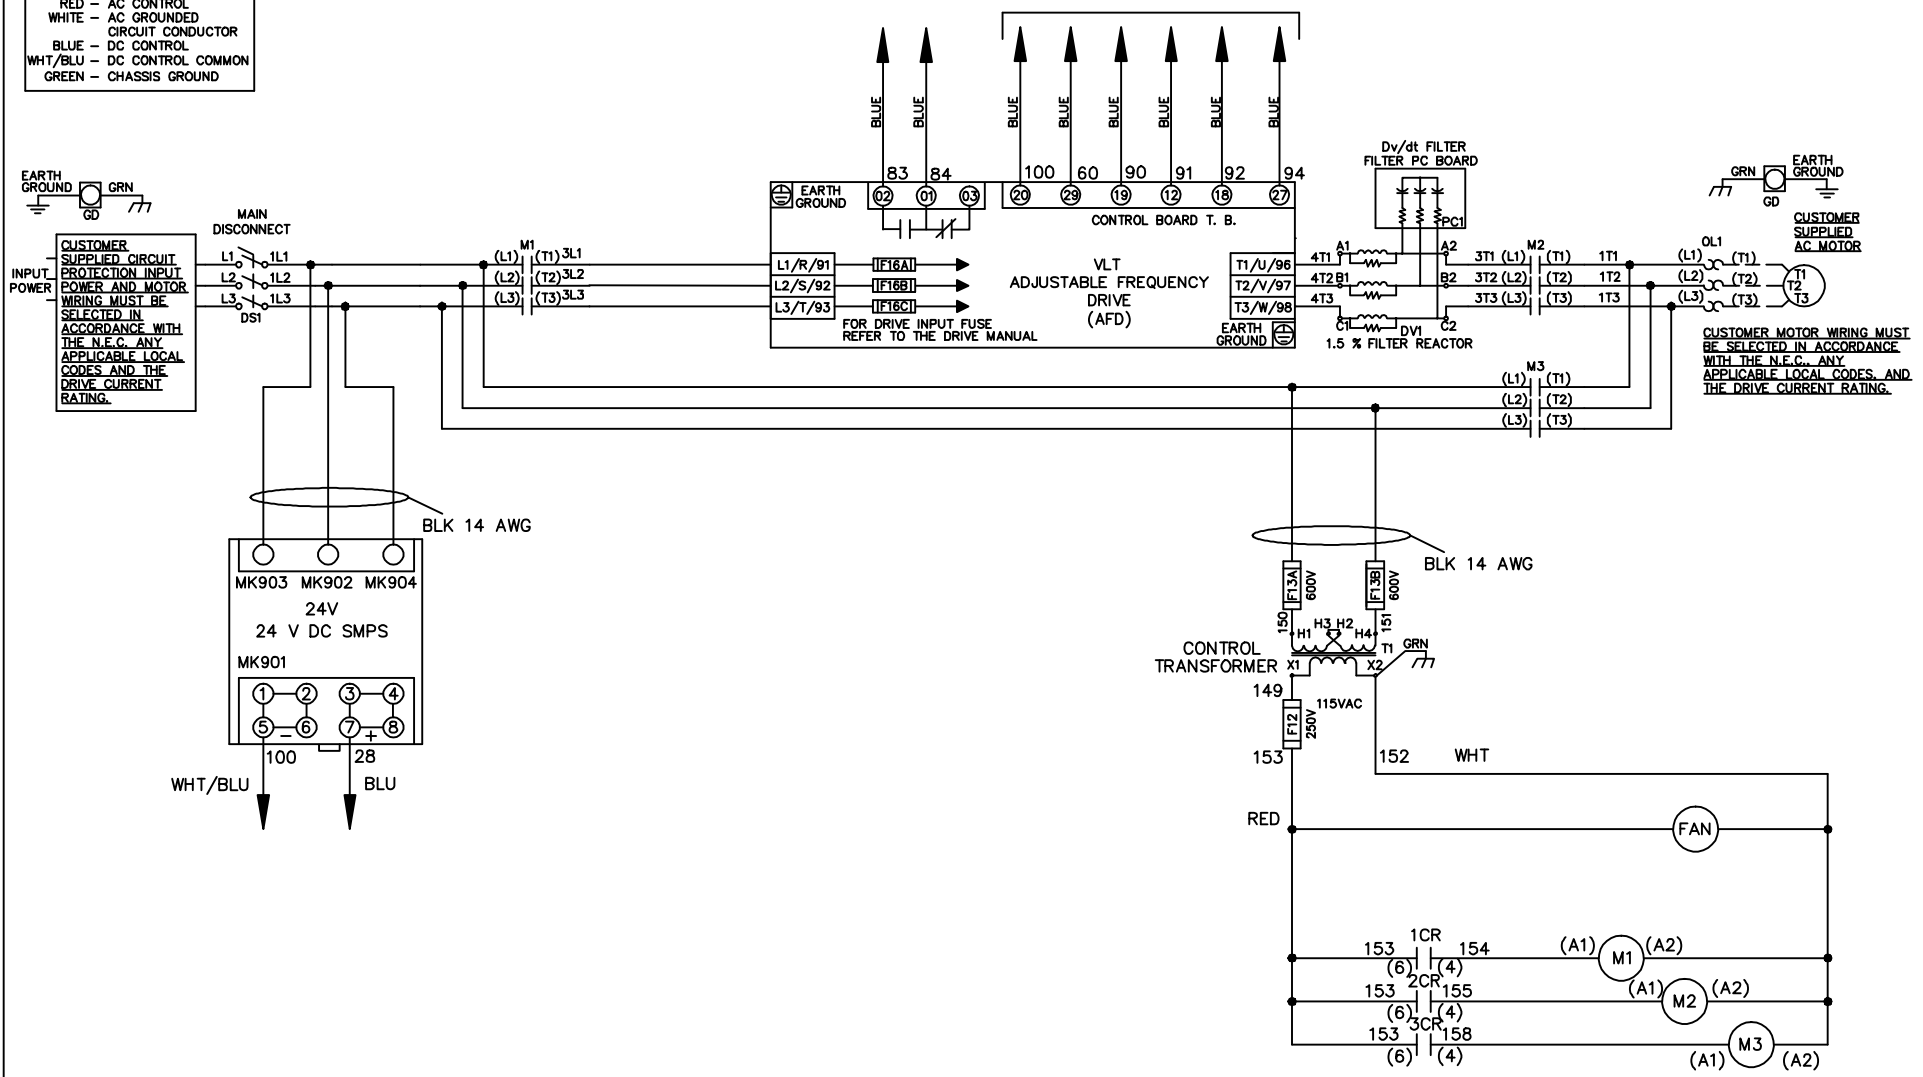 RED – AC CONTROL
WHITE – AC GROUNDED
CIRCUIT CONDUCTOR
BLUE – DC CONTROL
WHT/BLU – DC CONTROL COMMON
GREEN – CHASSIS GROUND
BLUE
BLUE
BLUE
BLUE
BLUE
BLUE
BLUE
BLUE
83
84
100
60
90
91
92
94
EARTH
GROUND
02
01
03
20
29
19
12
18
27
CONTROL BOARD T. B.
Dv/dt FILTER
FILTER PC BOARD
PC1
EARTH
GROUND
GRN
GD
GRN
EARTH
GROUND
GD
CUSTOMER
SUPPLIED
AC MOTOR
MAIN
DISCONNECT
INPUT
POWER
CUSTOMER
SUPPLIED CIRCUIT
PROTECTION INPUT
POWER AND MOTOR
WIRING MUST BE
SELECTED IN
ACCORDANCE WITH
THE N.E.C. ANY
APPLICABLE LOCAL
CODES AND THE
DRIVE CURRENT
RATING.
L1 1L1
L2 1L2
L3 1L3
DS1
M1
(L1) (T1) 3L1
(L2) (T2) 3L2
(L3) (T3) 3L3
L1/R/91
L2/S/92
L3/T/93
F16A
F16B
F16C
FOR DRIVE INPUT FUSE
REFER TO THE DRIVE MANUAL
VLT
ADJUSTABLE FREQUENCY
DRIVE
(AFD)
T1/U/96
T2/V/97
T3/W/98
EARTH
GROUND
4T1 A1 A2
4T2 B1 B2
4T3
C1 C2
DV1
1.5 % FILTER REACTOR
M2
3T1 (L1) (T1) 1T1
3T2 (L2) (T2) 1T2
3T3 (L3) (T3) 1T3
OL1
(L1) (T1)
(L2) (T2)
(L3) (T3)
T1
T2
T3
CUSTOMER MOTOR WIRING MUST
BE SELECTED IN ACCORDANCE
WITH THE N.E.C., ANY
APPLICABLE LOCAL CODES, AND
THE DRIVE CURRENT RATING.
M3
(L1) (T1)
(L2) (T2)
(L3) (T3)
BLK 14 AWG
MK903 MK902 MK904
24V
24 V DC SMPS
MK901
1 2 3 4
5 6 7 8
– +
100
28
WHT/BLU
BLU
BLK 14 AWG
F13A
600V
F13B
600V
150
151
H1 H3 H2 H4
T1
GRN
CONTROL
TRANSFORMER
X1 X2
149
115VAC
F12
250V
153
152
WHT
RED
FAN
1CR
153 154
(6) (4)
(A1) M1 (A2)
2CR
153 155
(6) (4)
(A1) M2 (A2)
3CR
153 158
(6) (4)
(A1) M3 (A2)